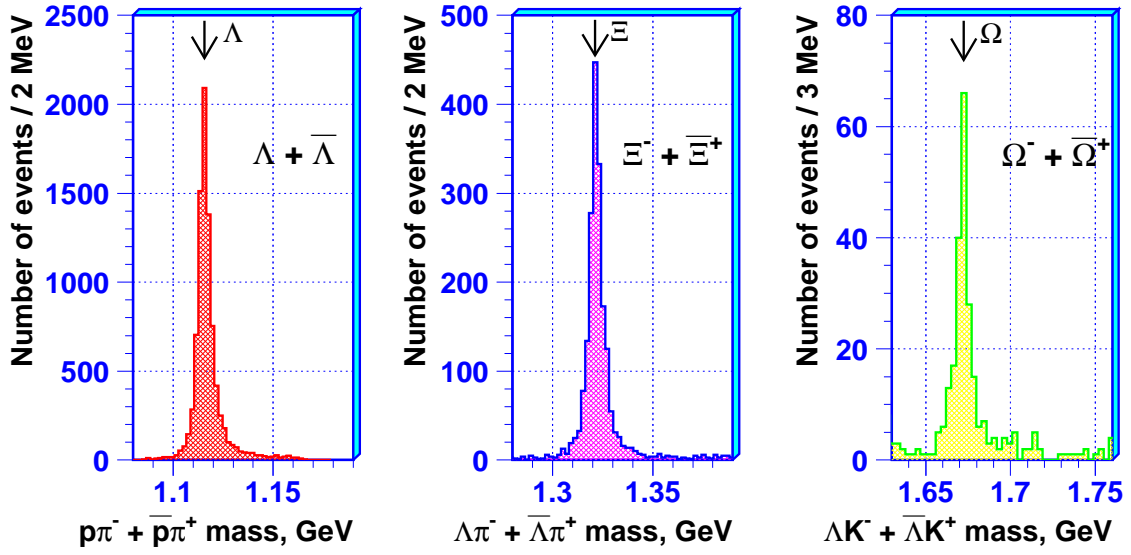 Number of events / 2 MeV
2500
2000
1500
1000
500
0
Λ
Λ + Λ̅
1.1
1.15
pπ⁻ + p̅π⁺ mass, GeV
Number of events / 2 MeV
500
400
300
200
100
0
Ξ
Ξ⁻ + Ξ̅⁺
1.3
1.35
Λπ⁻ + Λ̅π⁺ mass, GeV
Number of events / 3 MeV
80
60
40
20
0
Ω
Ω⁻ + Ω̅⁺
1.65
1.7
1.75
ΛK⁻ + Λ̅K⁺ mass, GeV